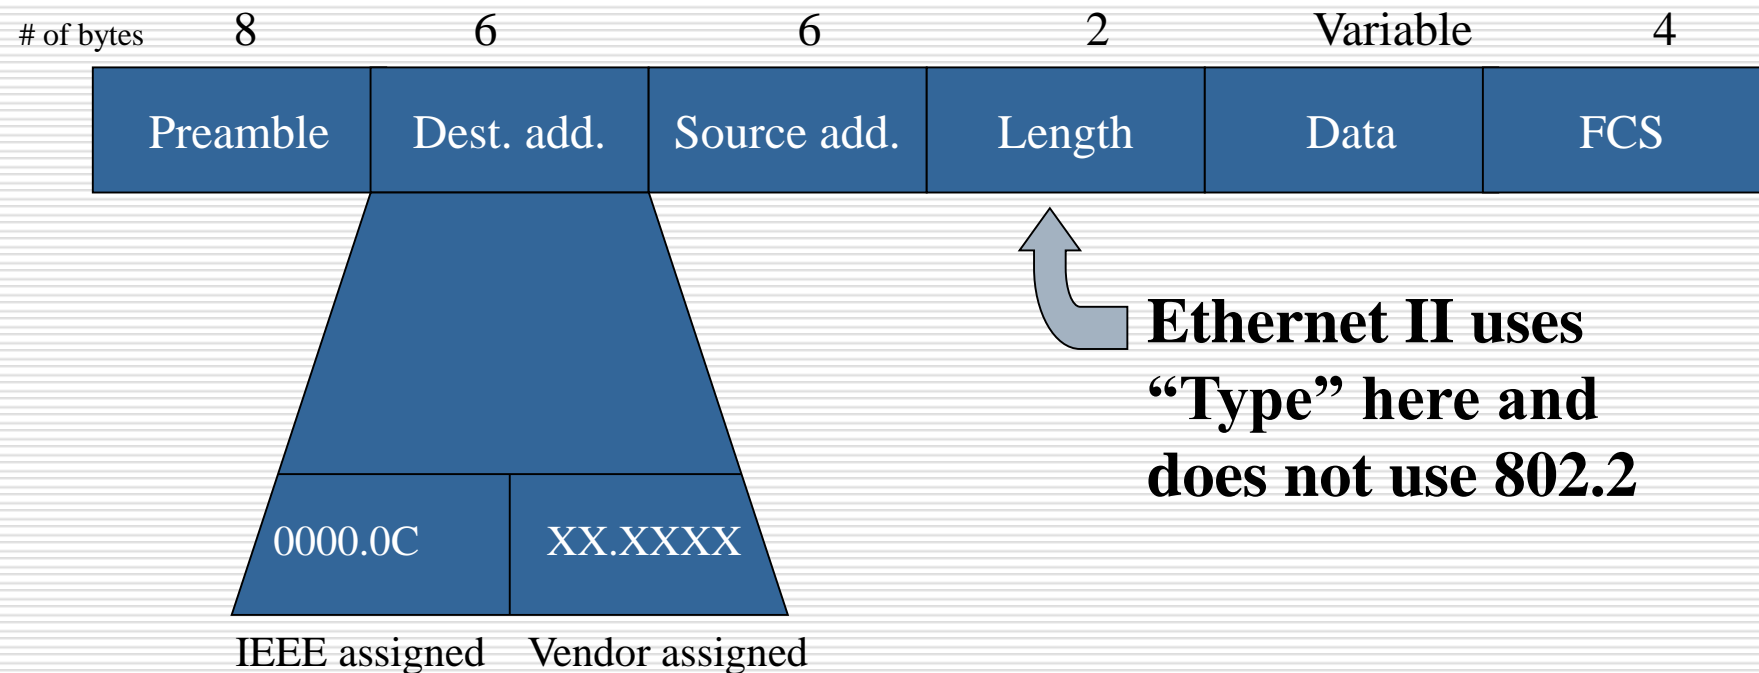 # of bytes 8 6 6 2 Variable 4
Preamble Dest. add. Source add. Length Data FCS
Ethernet II uses
“Type” here and
does not use 802.2
0000.0C XX.XXXX
IEEE assigned Vendor assigned